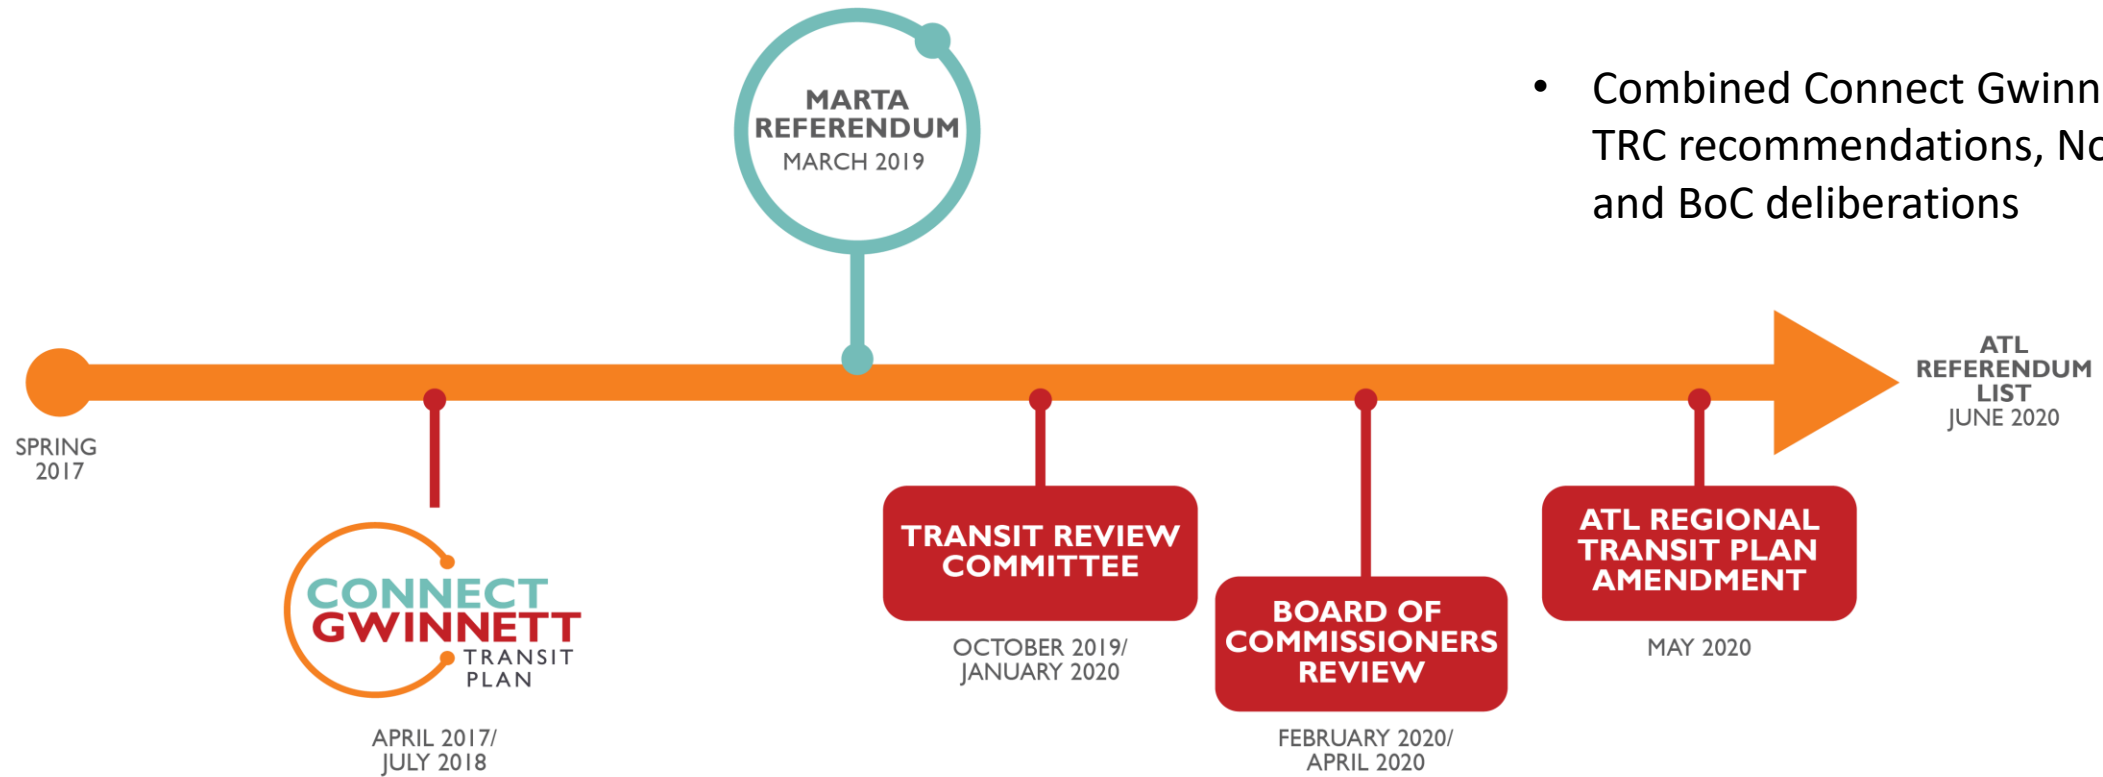 MARTA
REFERENDUM
MARCH 2019
• Combined Connect
TRC recommendations,
and BoC deliberations
ATL
REFERENDUM
LIST
JUNE 2020
SPRING
2017
CONNECT
GWINNETT
TRANSIT
PLAN
APRIL 2017/
JULY 2018
TRANSIT REVIEW
COMMITTEE
OCTOBER 2019/
JANUARY 2020
BOARD OF
COMMISSIONERS
REVIEW
FEBRUARY 2020/
APRIL 2020
ATL REGIONAL
TRANSIT PLAN
AMENDMENT
MAY 2020